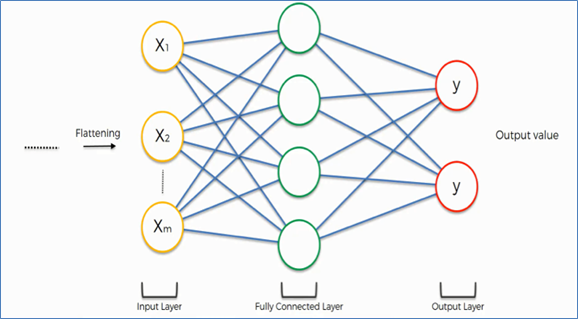 X1
X2
Xm
Flattening
y
y
Output value
Input Layer
Fully Connected Layer
Output Layer